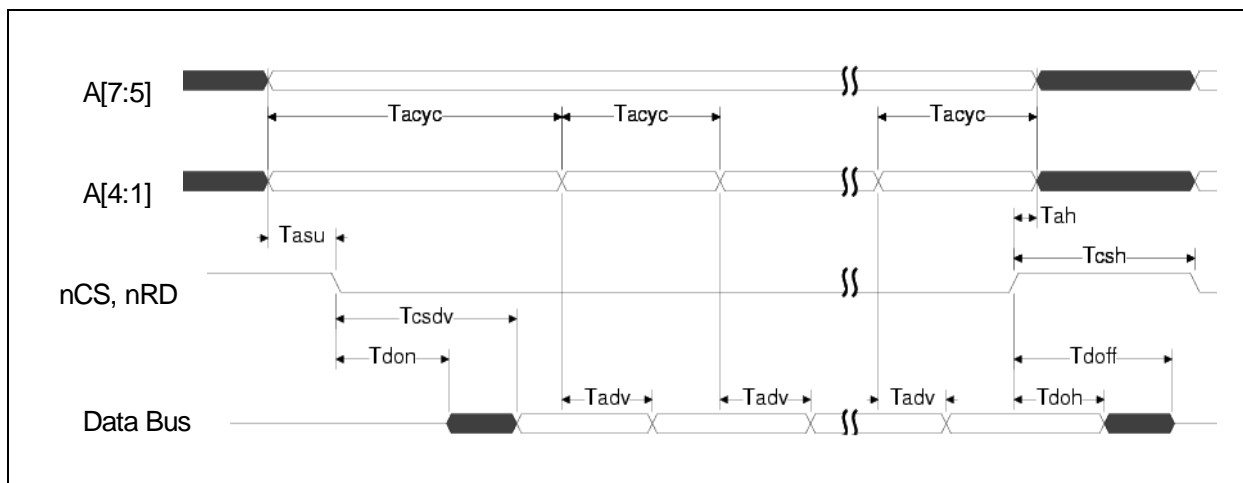 A[7:5]
Tacyc Tacyc Tacyc
A[4:1]
Tah
Tasu
Tcsh
nCS, nRD
Tcsdv
Tdon Tdoff
Tadv Tadv Tadv Tdoh
Data Bus